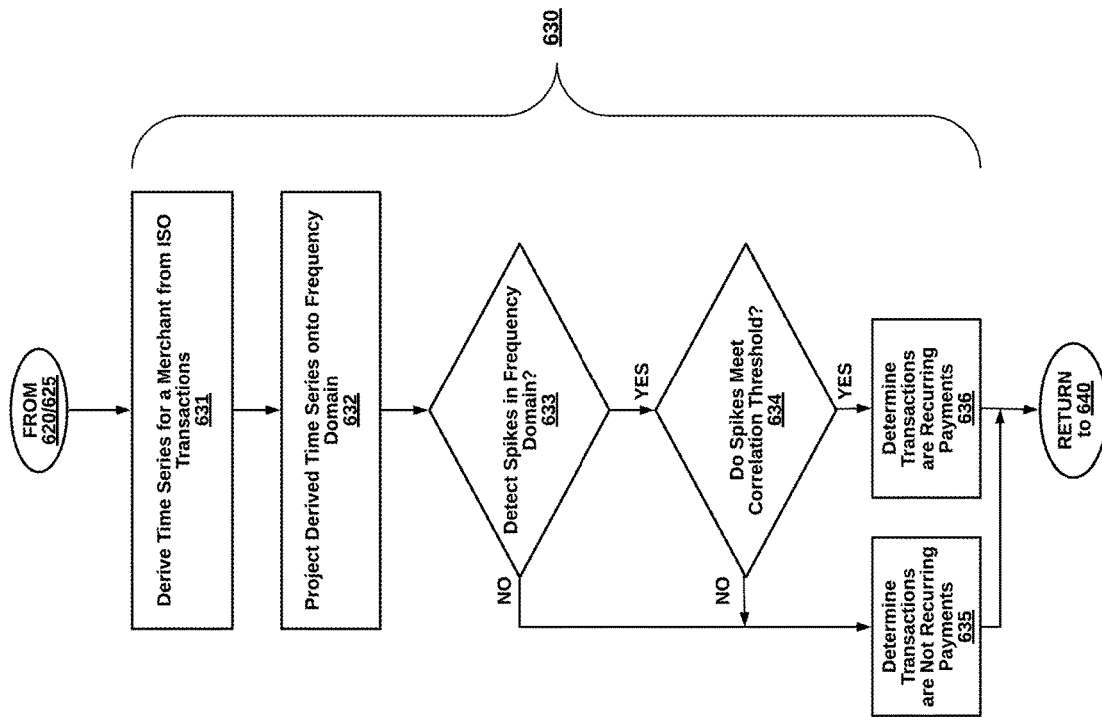 FROM
620/625
Derive Time Series for a Merchant from ISO
Transactions
631
Project Derived Time Series onto Frequency
Domain
632
Detect Spikes in Frequency
Domain?
633
NO
YES
Do Spikes Meet
Correlation Threshold?
634
NO
YES
Determine
Transactions
are Not Recurring
Payments
635
Determine
Transactions
are Recurring
Payments
636
RETURN
to 640
630